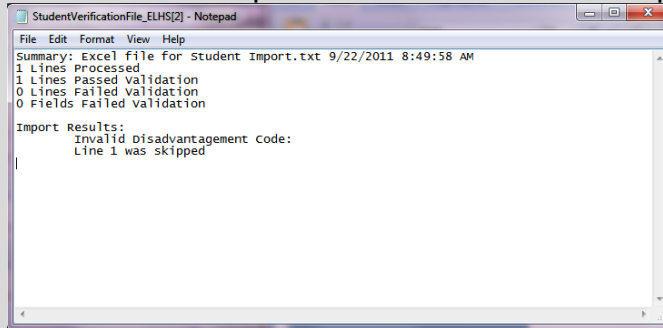 StudentVerificationFile_ELHS[2] - Notepad
File Edit Format View Help
Summary: Excel file for Student Import.txt 9/22/2011 8:49:58 AM
1 Lines Processed
1 Lines Passed Validation
0 Lines Failed Validation
0 Fields Failed Validation
Import Results:
Invalid Disadvantagement Code:
Line 1 was skipped